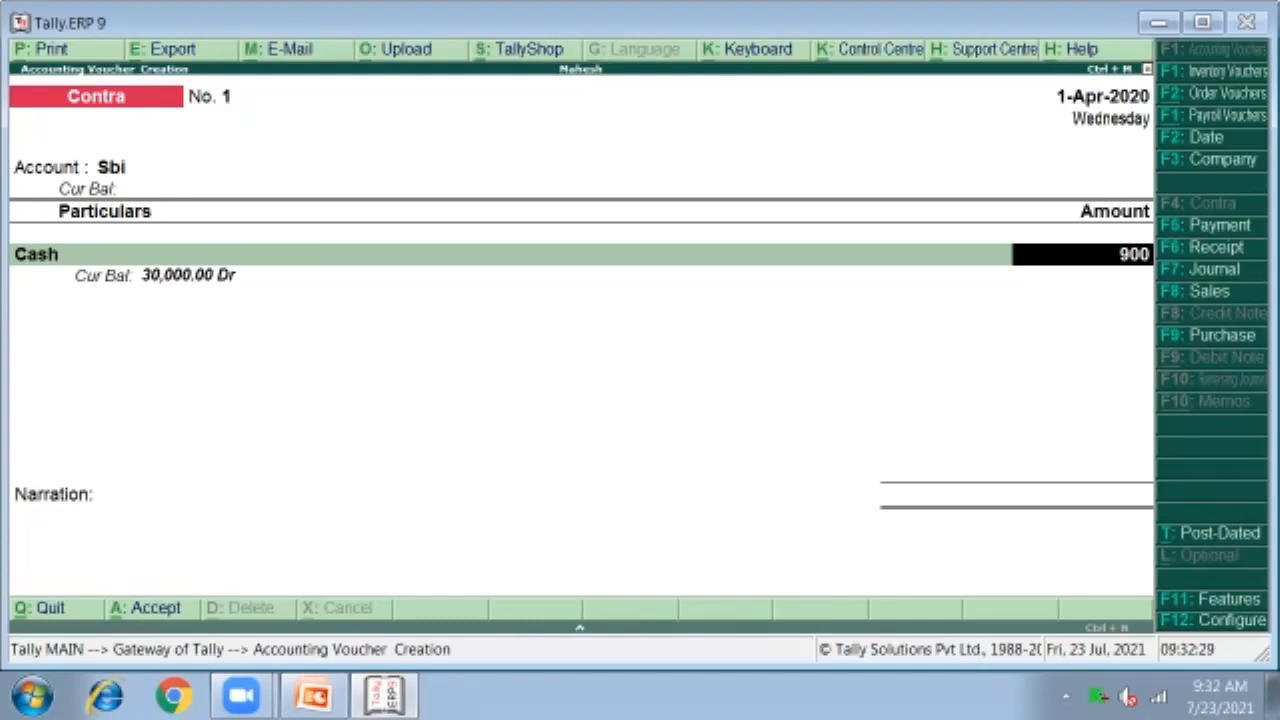 Tally.ERP 9
P: Print E: Export M: E-Mail O: Upload S: TallyShop G: Language K: Keyboard K: Control Centre H: Support Centre H: Help
Accounting Voucher Creation Mahesh Ctrl + M
Contra No. 1 1-Apr-2020
Wednesday
Account : Sbi
Cur Bal:
Particulars Amount
Cash 900
Cur Bal: 30,000.00 Dr
Narration:
F1: Accounting Vouchers
F1: Inventory Vouchers
F2: Order Vouchers
F1: Payroll Vouchers
F2: Date
F3: Company
F4: Contra
F5: Payment
F6: Receipt
F7: Journal
F8: Sales
F8: Credit Note
F9: Purchase
F9: Debit Note
F10: Reversing Journal
F10: Memos
T: Post-Dated
L: Optional
F11: Features
F12: Configure
Q: Quit A: Accept D: Delete X: Cancel
Ctrl + N
Tally MAIN --> Gateway of Tally --> Accounting Voucher Creation © Tally Solutions Pvt Ltd., 1988-20 Fri, 23 Jul, 2021 09:32:29
Tally ERP9
9:32 AM
7/23/2021